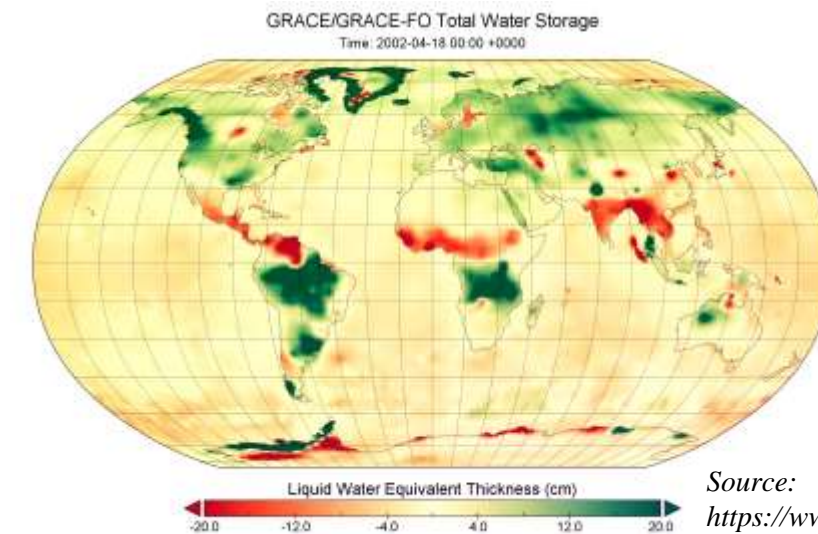 GRACE/GRACE-FO Total Water Storage
Time: 2002-04-18 00:00 +0000
Liquid Water Equivalent Thickness (cm)
-20.0 -12.0 -4.0 4.0 12.0 20.0
Source:
https://ww